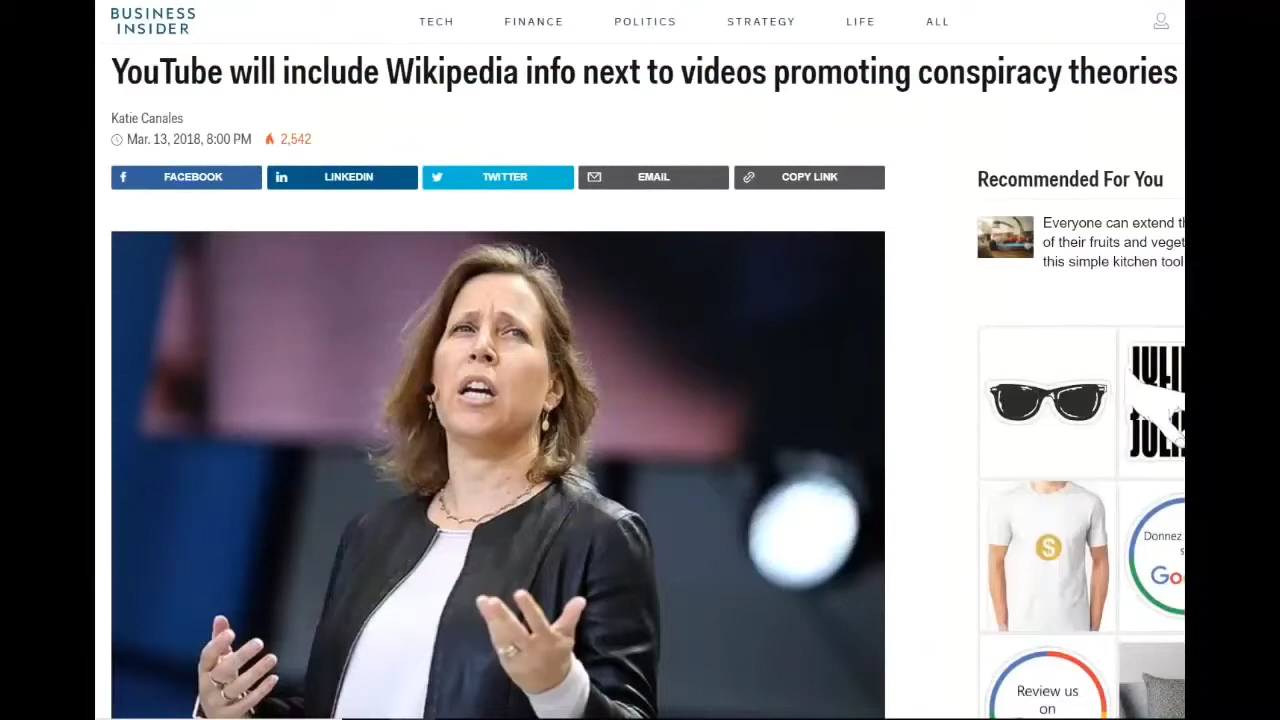 BUSINESS
INSIDER
TECH
FINANCE
POLITICS
STRATEGY
LIFE
ALL
YouTube will include Wikipedia info next to videos promoting conspiracy theories
Katie Canales
Mar. 13, 2018, 8:00 PM
2,542
FACEBOOK
LINKEDIN
TWITTER
EMAIL
COPY LINK
Recommended For You
Everyone can extend th
of their fruits and veget
this simple kitchen tool
$
Donnez
s
Goo
Review us
on